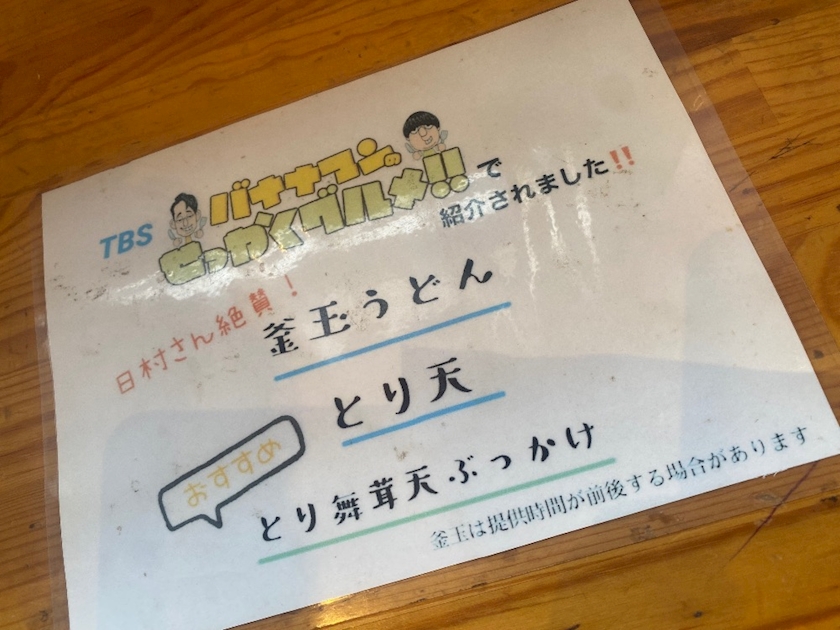 TBS バナナマンの
せっかくグルメ!!で
紹介されました!!
日村さん絶賛!
釜玉うどん
とり天
おすすめ
とり舞茸天ぶっかけ
釜玉は提供時間が前後する場合があります